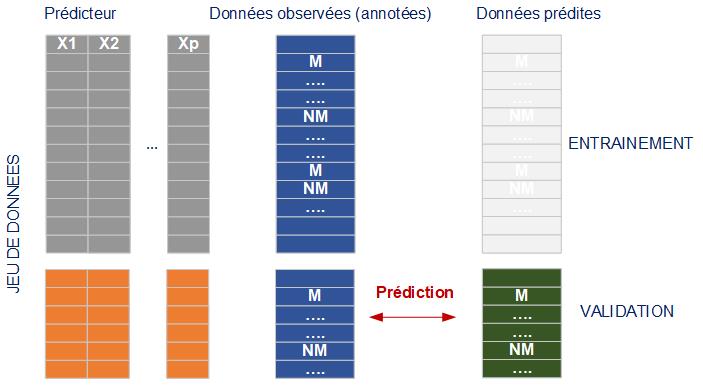 Prédicteur Données observées (annotées) Données prédites
X1 X2 Xp
M M
.... ....
.... ....
NM NM
.... ....
... .... .... ENTRAINEMENT
M M
NM NM
.... ....
JEU DE DONNEES
Prédiction
M M
.... .... VALIDATION
.... ....
NM NM
.... ....